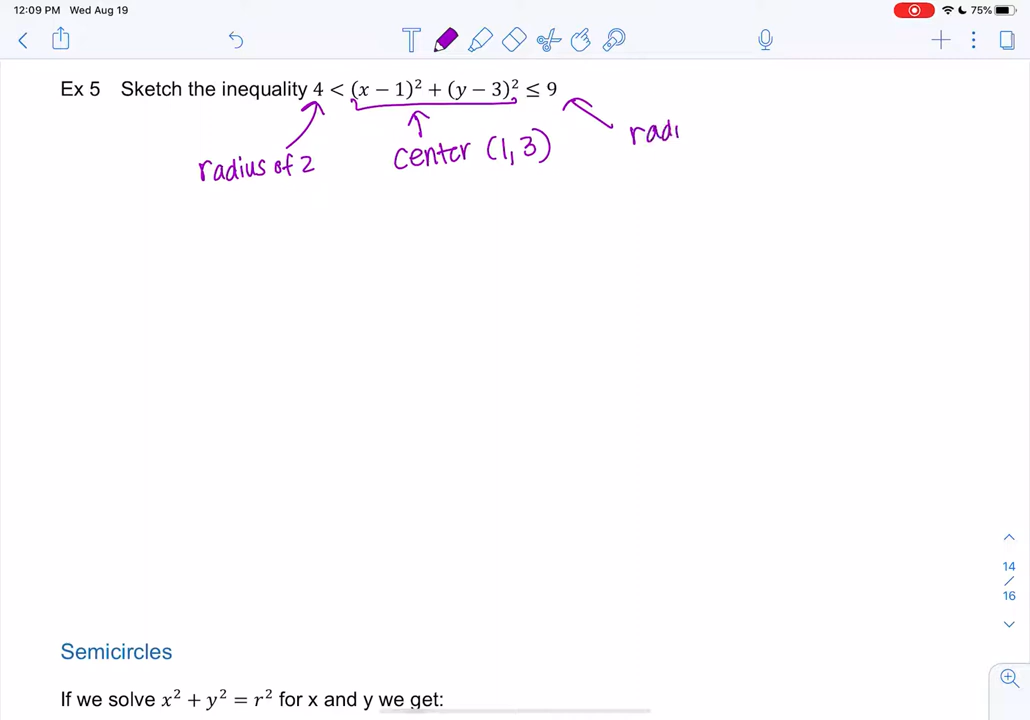 12:09 PM Wed Aug 19 75%
T
Ex 5 Sketch the inequality 4 < (x − 1)² + (y − 3)² ≤ 9
radius of 2 center (1, 3) radi
14
/
16
Semicircles
If we solve x² + y² = r² for x and y we get: